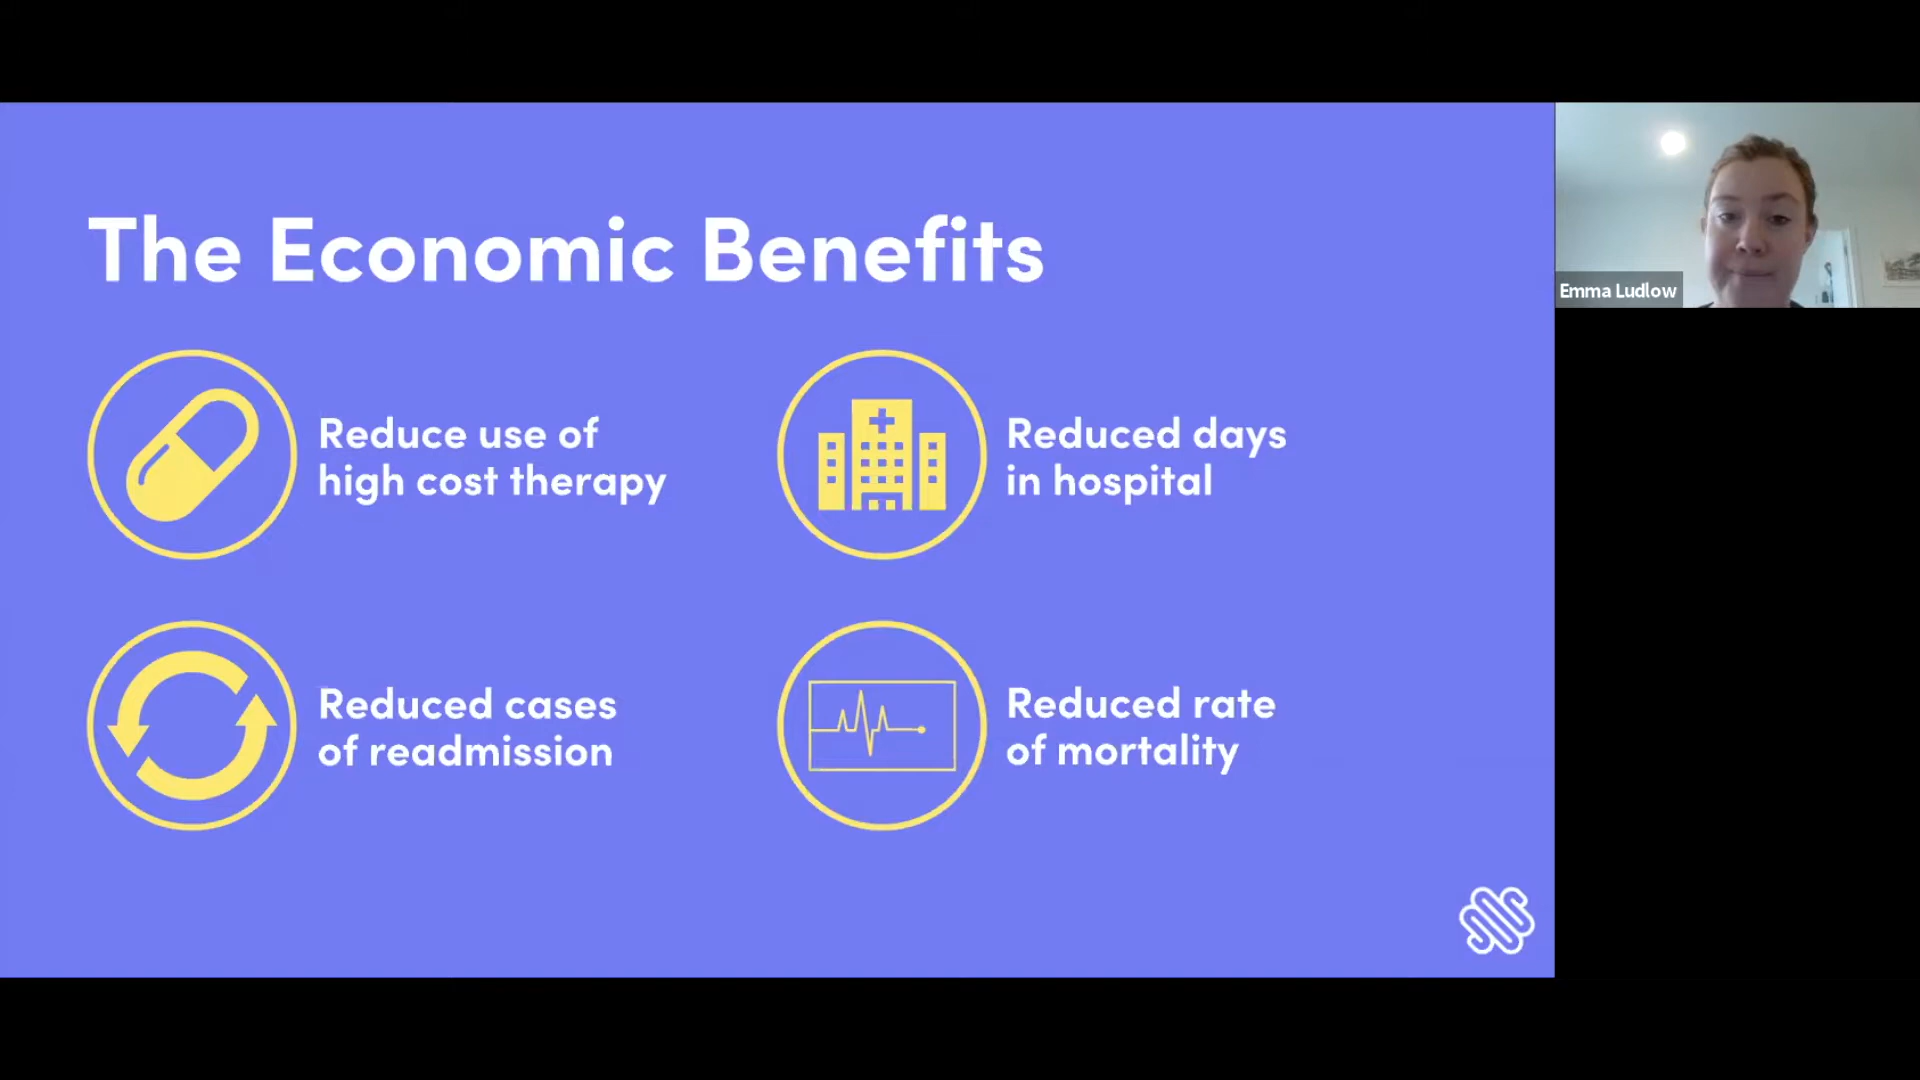 The Economic Benefits
Reduce use of
high cost therapy
Reduced days
in hospital
Reduced cases
of readmission
Reduced rate
of mortality
Emma Ludlow